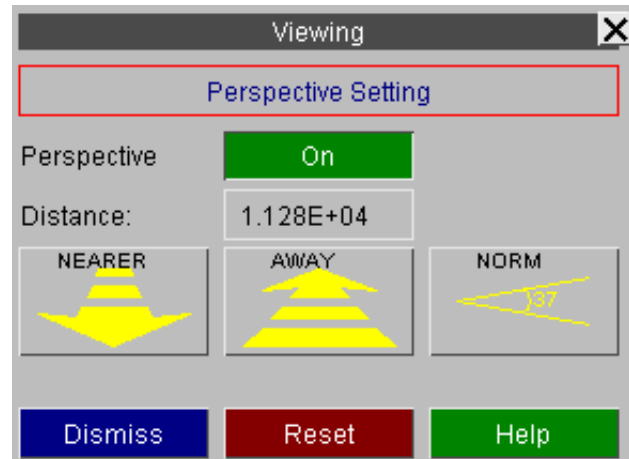 Viewing
Perspective Setting
Perspective On
Distance: 1.128E+04
NEARER AWAY NORM
37
Dismiss Reset Help